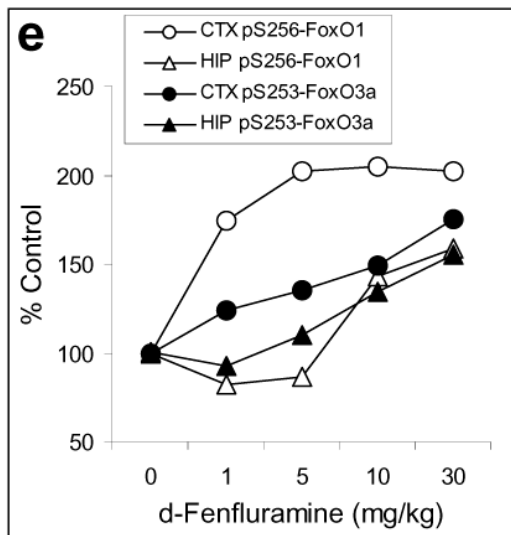 e
CTX pS256-FoxO1
HIP pS256-FoxO1
CTX pS253-FoxO3a
HIP pS253-FoxO3a
250
200
150
100
50
% Control
0 1 5 10 30
d-Fenfluramine (mg/kg)